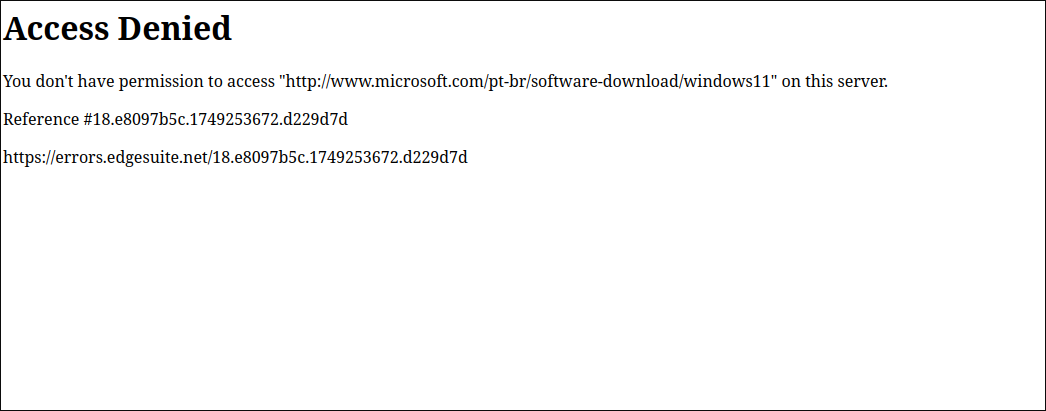 Access Denied
You don't have permission to access "http://www.microsoft.com/pt-br/software-download/windows11" on this server.
Reference #18.e8097b5c.1749253672.d229d7d
https://errors.edgesuite.net/18.e8097b5c.1749253672.d229d7d